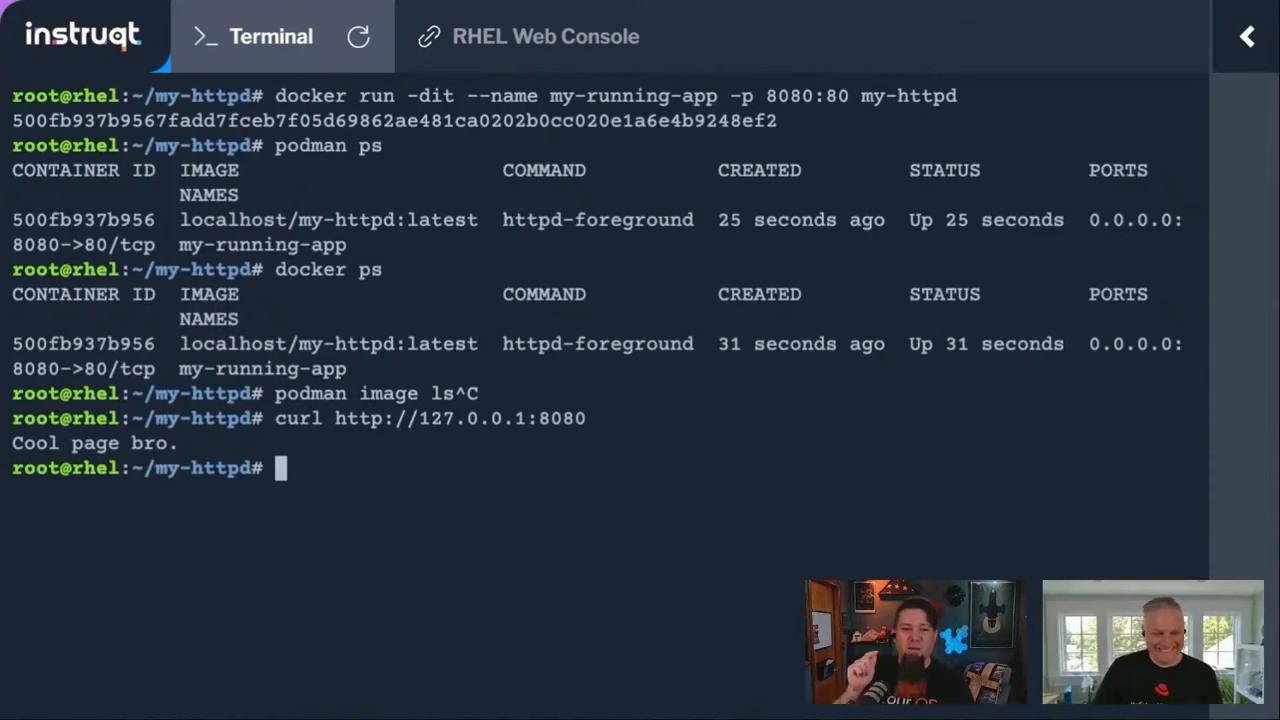 instruqt
>_ Terminal
RHEL Web Console
root@rhel:~/my-httpd# docker run -dit --name my-running-app -p 8080:80 my-httpd
500fb937b9567fadd7fceb7f05d69862ae481ca0202b0cc020e1a6e4b9248ef2
root@rhel:~/my-httpd# podman ps
CONTAINER ID  IMAGE                      COMMAND           CREATED         STATUS         PORTS
NAMES
500fb937b956  localhost/my-httpd:latest  httpd-foreground  25 seconds ago  Up 25 seconds  0.0.0.0:
8080->80/tcp  my-running-app
root@rhel:~/my-httpd# docker ps
CONTAINER ID  IMAGE                      COMMAND           CREATED         STATUS         PORTS
NAMES
500fb937b956  localhost/my-httpd:latest  httpd-foreground  31 seconds ago  Up 31 seconds  0.0.0.0:
8080->80/tcp  my-running-app
root@rhel:~/my-httpd# podman image ls^C
root@rhel:~/my-httpd# curl http://127.0.0.1:8080
Cool page bro.
root@rhel:~/my-httpd#